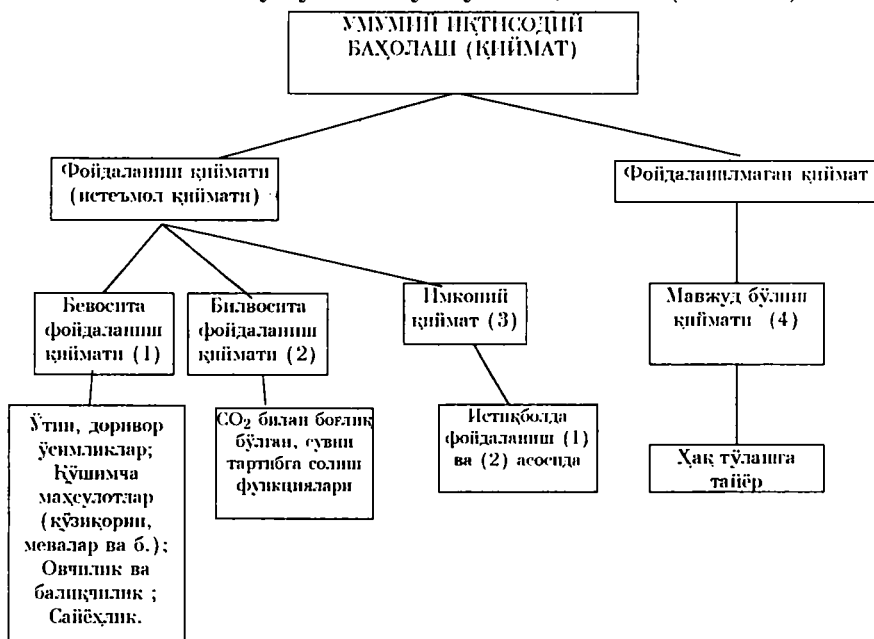 УМУМИЙ ИҚТИСОДИЙ
БАҲОЛАШ (ҚИЙМАТ)
Фойдаланиш қиймати
(истеъмол қиймати)
Фойдаланилмаган қиймат
Бевосита
фойдаланиш
қиймати (1)
Билвосита
фойдаланиш
қиймати (2)
Имконий
қиймат (3)
Мавжуд бўлиш
қиймати (4)
Ўтин, доривор
ўсимликлар;
Қўшимча
маҳсулотлар
(қўзиқорин,
мевалар ва б.);
Овчилик ва
балиқчилик ;
Сайёҳлик.
CO₂ билан боғлиқ
бўлган, сувни
тартибга солиш
функциялари
Истиқболда
фойдаланиш (1)
ва (2) асосида
Ҳақ тўлашга
тайёр